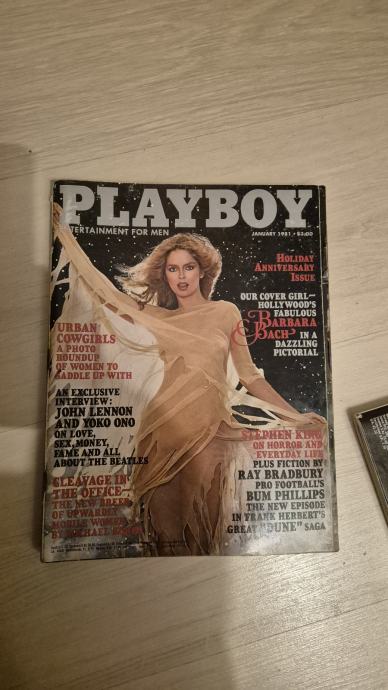 PLAYBOY
ENTERTAINMENT FOR MEN
JANUARY 1981 • $3.00
HOLIDAY
ANNIVERSARY
ISSUE
OUR COVER GIRL—
HOLLYWOOD'S
FABULOUS
BARBARA
BACH IN A
DAZZLING
PICTORIAL
URBAN
COWGIRLS
A PHOTO
ROUNDUP
OF WOMEN TO
SADDLE UP WITH
AN EXCLUSIVE
INTERVIEW:
JOHN LENNON
AND YOKO ONO
ON LOVE,
SEX, MONEY,
FAME AND ALL
ABOUT THE BEATLES
CLEAVAGE IN
THE OFFICE—
THE NEW BREED
OF UPWARDLY
MOBILE WOMEN
BY MICHAEL
STEPHEN KING
ON HORROR AND
EVERYDAY LIFE
PLUS FICTION BY
RAY BRADBURY
PRO FOOTBALL'S
BUM PHILLIPS
THE NEW EPISODE
IN FRANK HERBERT'S
GREAT "DUNE" SAGA